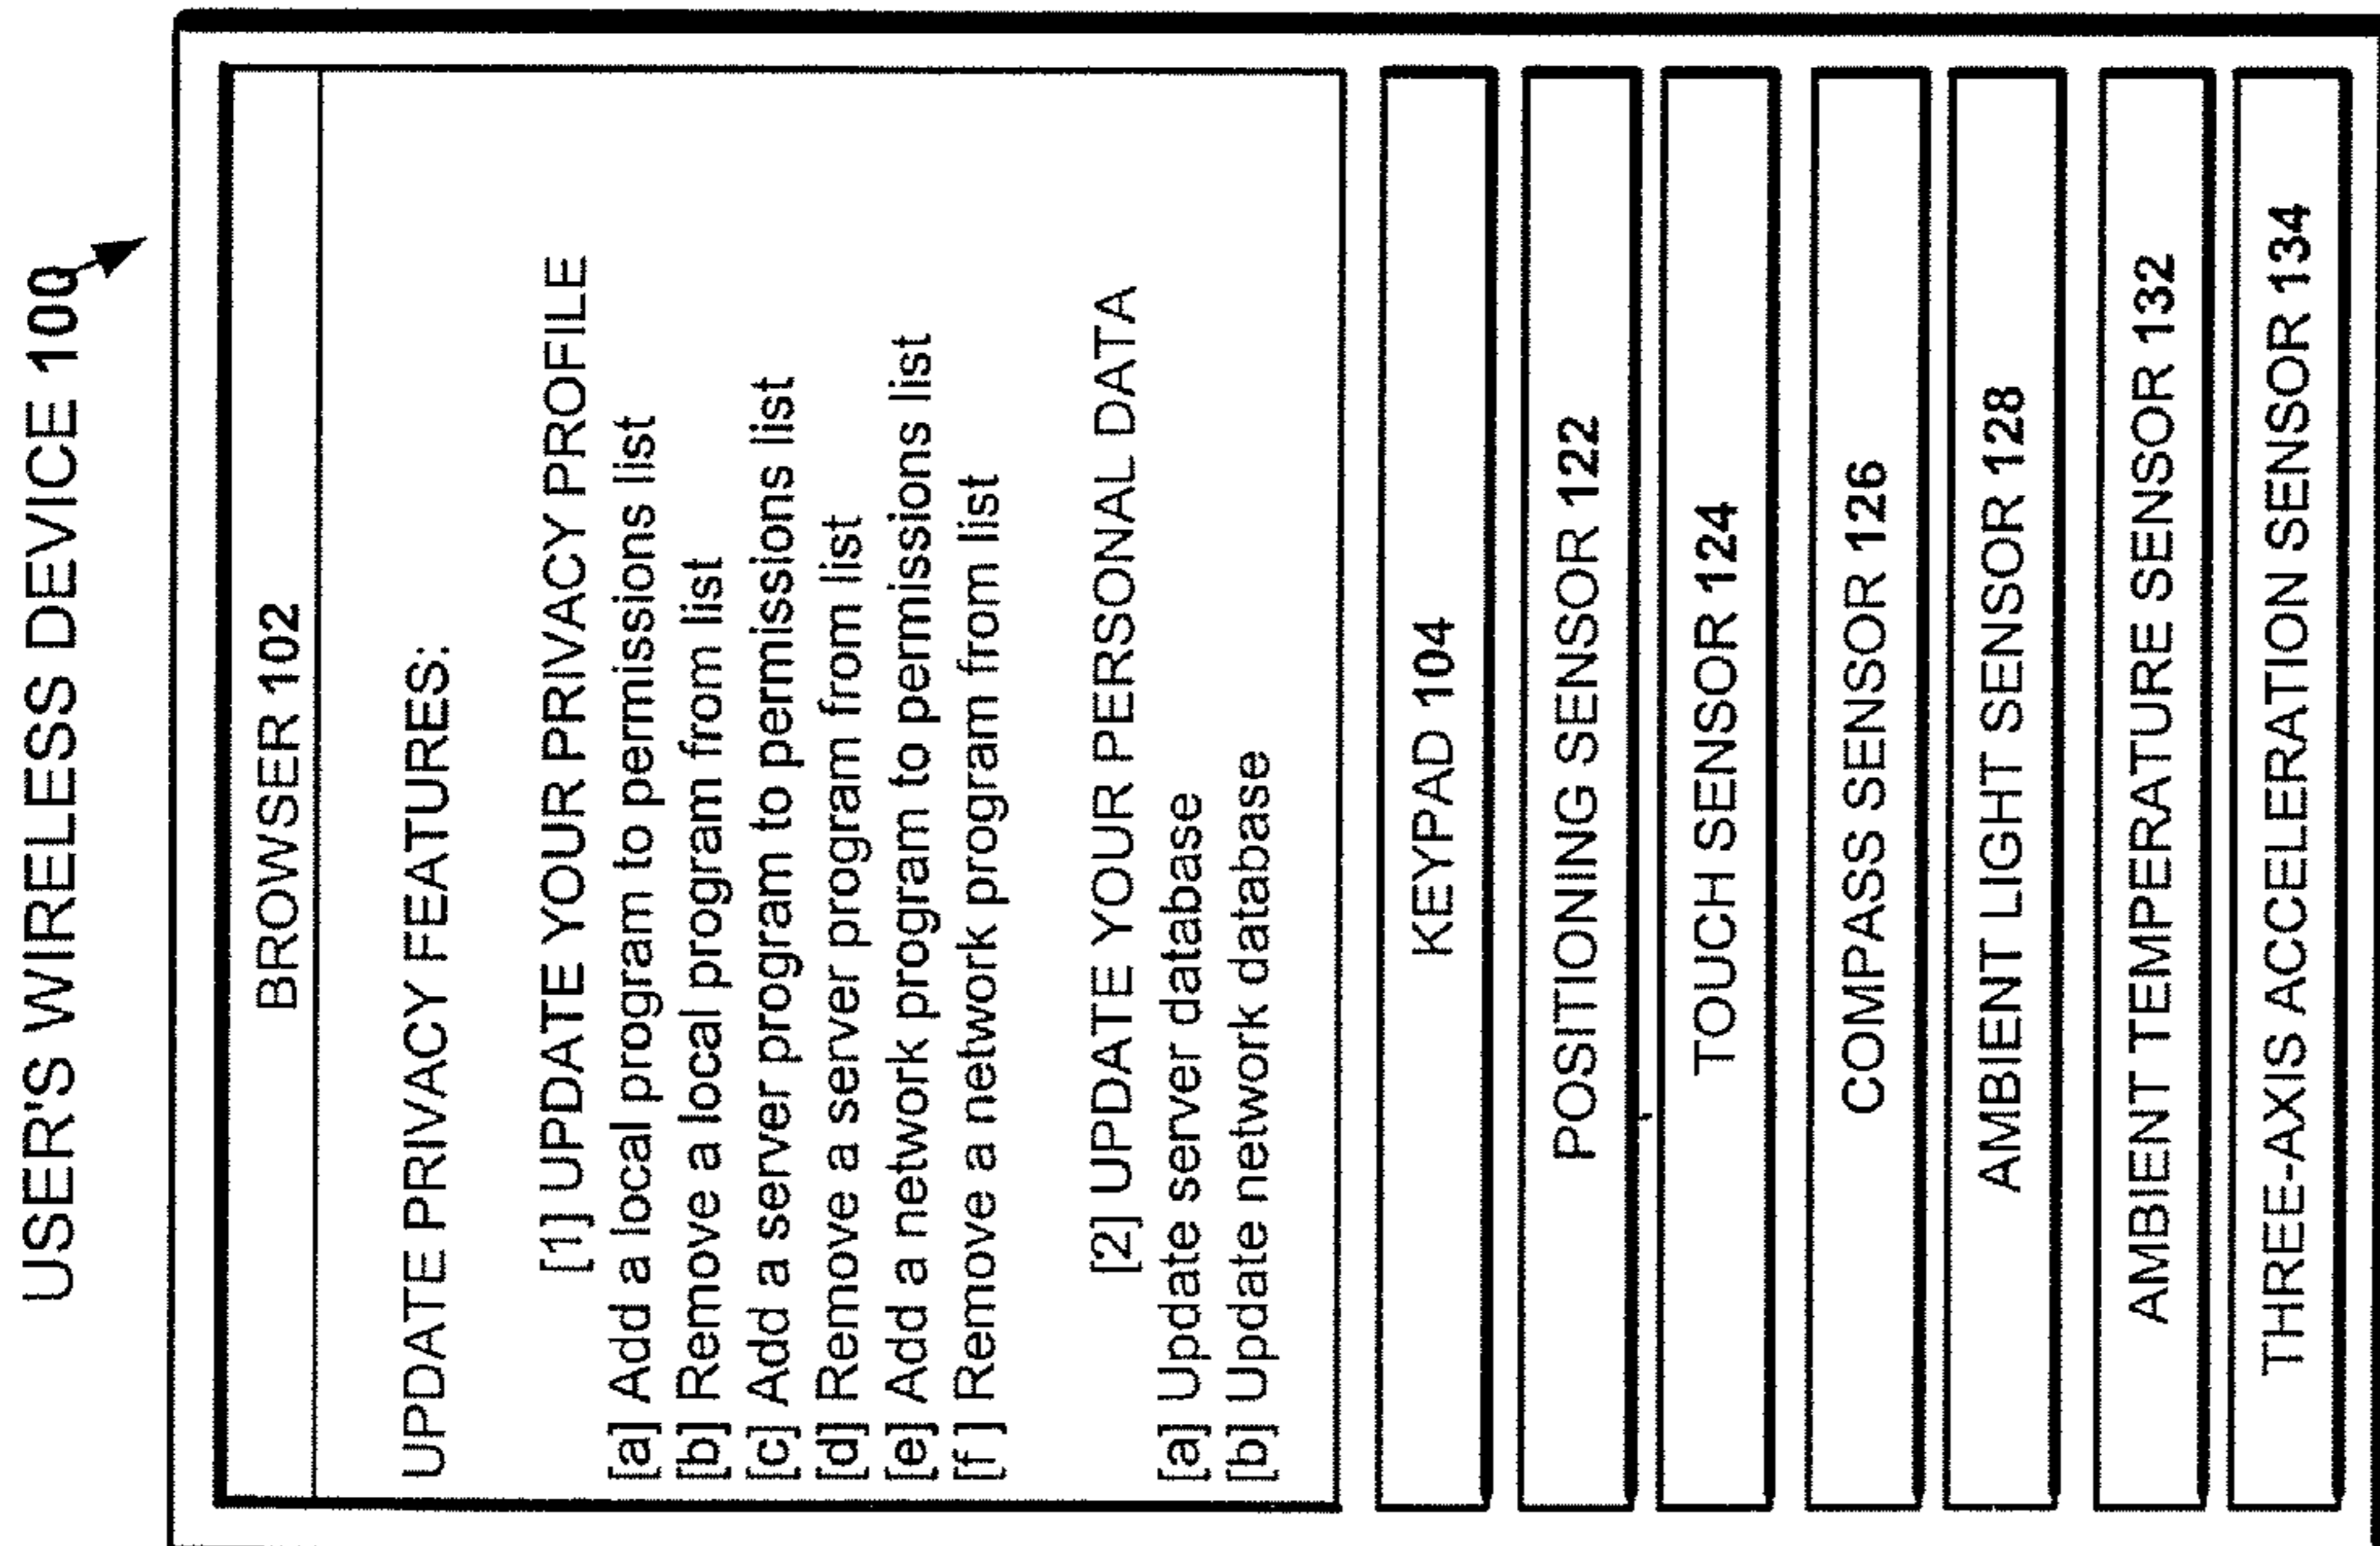 USER'S WIRELESS DEVICE 100
BROWSER 102
UPDATE PRIVACY FEATURES:
[1] UPDATE YOUR PRIVACY PROFILE
[a] Add a local program to permissions list
[b] Remove a local program from list
[c] Add a server program to permissions list
[d] Remove a server program from list
[e] Add a network program to permissions list
[f ] Remove a network program from list
[2] UPDATE YOUR PERSONAL DATA
[a] Update server database
[b] Update network database
KEYPAD 104
POSITIONING SENSOR 122
TOUCH SENSOR 124
COMPASS SENSOR 126
AMBIENT LIGHT SENSOR 128
AMBIENT TEMPERATURE SENSOR 132
THREE-AXIS ACCELERATION SENSOR 134